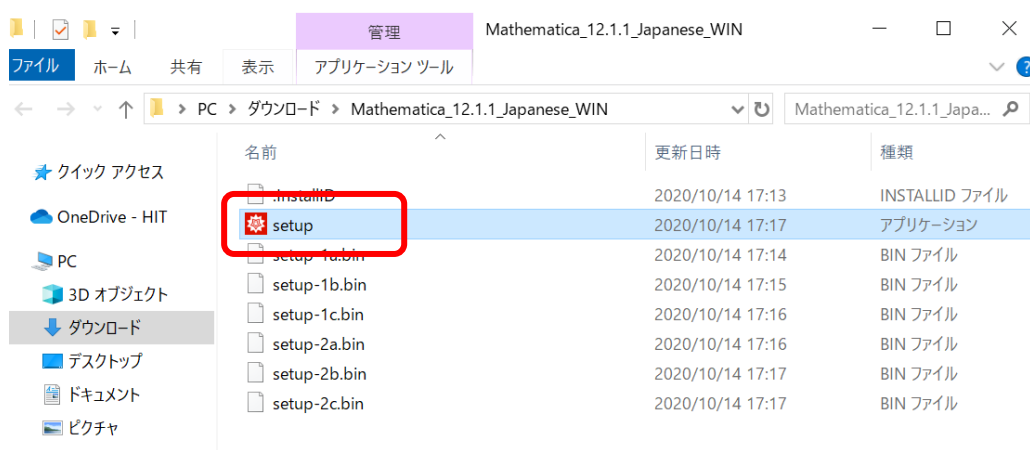 管理
Mathematica_12.1.1_Japanese_WIN
ファイル ホーム 共有 表示 アプリケーション ツール
PC ダウンロード Mathematica_12.1.1_Japanese_WIN Mathematica_12.1.1_Japa...
名前 更新日時 種類
クイック アクセス
OneDrive - HIT
PC
3D オブジェクト
ダウンロード
デスクトップ
ドキュメント
ピクチャ
.InstallID 2020/10/14 17:13 INSTALLID ファイル
setup 2020/10/14 17:17 アプリケーション
setup-1a.bin 2020/10/14 17:14 BIN ファイル
setup-1b.bin 2020/10/14 17:15 BIN ファイル
setup-1c.bin 2020/10/14 17:16 BIN ファイル
setup-2a.bin 2020/10/14 17:16 BIN ファイル
setup-2b.bin 2020/10/14 17:17 BIN ファイル
setup-2c.bin 2020/10/14 17:17 BIN ファイル